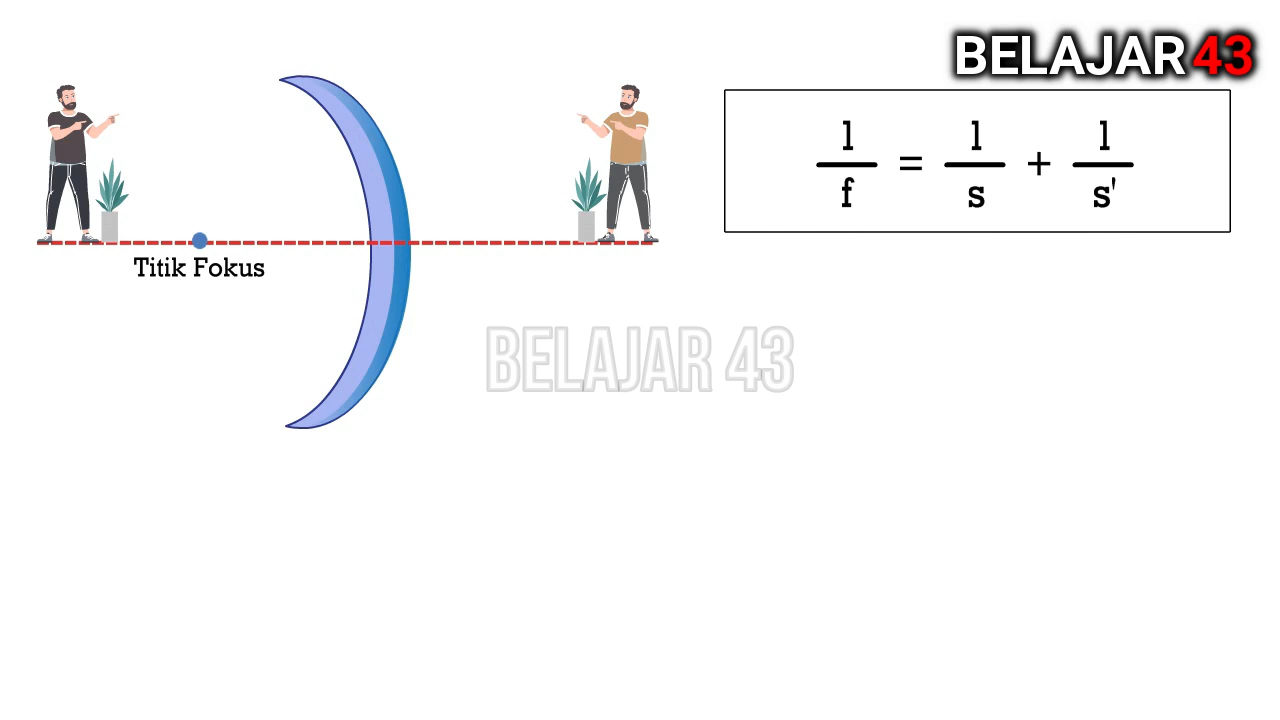 BELAJAR 43
1/f = 1/s + 1/s'
Titik Fokus
BELAJAR 43